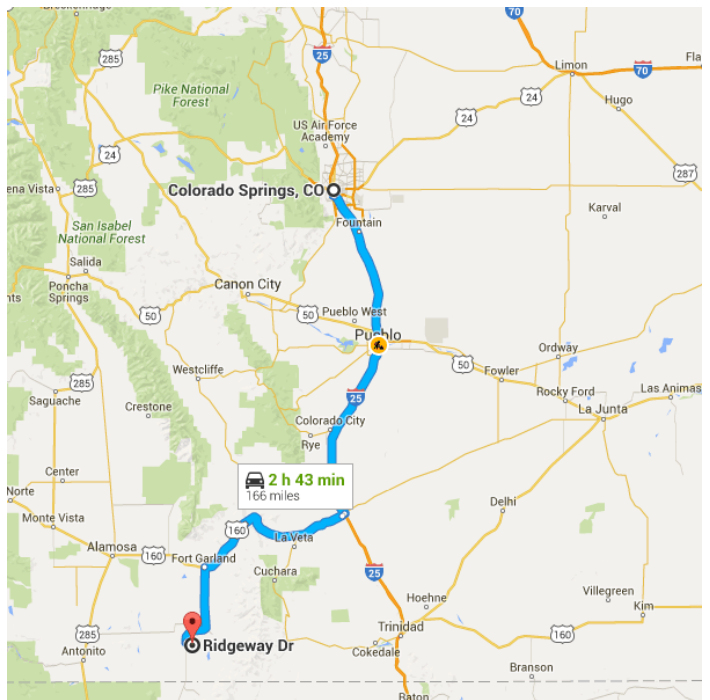 Breckenridge
25
70
285
Limon
70
Fla
Pike National
Forest
24
Hugo
US Air Force
Academy
24
287
ena Vista
285
Colorado Springs, CO
Karval
San Isabel
National Forest
Fountain
Salida
nts
Poncha
Springs
50
Canon City
50
Pueblo West
Pueblo
Ordway
Westcliffe
50
Fowler
285
25
Rocky Ford
Las Animas
Saguache
Crestone
La Junta
Colorado City
Rye
Center
2 h 43 min
166 miles
Norte
Delhi
Monte Vista
160
La Veta
Alamosa
160
Fort Garland
25
Cuchara
Villegreen
Hoehne
Kim
285
Trinidad
160
Antonito
Ridgeway Dr
Cokedale
Branson
Raton